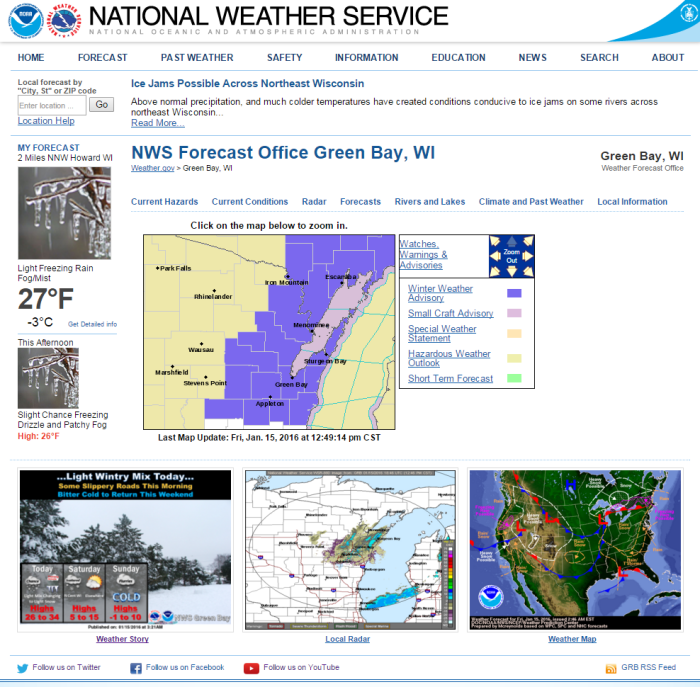 NATIONAL WEATHER SERVICE
NATIONAL OCEANIC AND ATMOSPHERIC ADMINISTRATION
HOME FORECAST PAST WEATHER SAFETY INFORMATION EDUCATION NEWS SEARCH ABOUT
Local forecast by
"City, St" or ZIP code
Enter location ... Go
Location Help
Ice Jams Possible Across Northeast Wisconsin
Above normal precipitation, and much colder temperatures have created conditions conducive to ice jams on some rivers across
northeast Wisconsin...
Read More...
MY FORECAST
2 Miles NNW Howard WI
Light Freezing Rain
Fog/Mist
27°F
-3°C Get Detailed info
This Afternoon
Slight Chance Freezing
Drizzle and Patchy Fog
High: 26°F
NWS Forecast Office Green Bay, WI
Weather.gov > Green Bay, WI
Green Bay, WI
Weather Forecast Office
Current Hazards Current Conditions Radar Forecasts Rivers and Lakes Climate and Past Weather Local Information
Click on the map below to zoom in.
Park Falls
Iron Mountain
Escanaba
Rhinelander
Menominee
Wausau
Sturgeon Bay
Marshfield
Stevens Point
Green Bay
Appleton
Last Map Update: Fri, Jan. 15, 2016 at 12:49:14 pm CST
Watches,
Warnings &
Advisories
Zoom
Out
Winter Weather
Advisory
Small Craft Advisory
Special Weather
Statement
Hazardous Weather
Outlook
Short Term Forecast
...Light Wintry Mix Today...
Some Slippery Roads This Morning
Bitter Cold to Return This Weekend
Today Saturday Sunday
COLD
Highs Highs Highs
26 to 34 5 to 15 -1 to 10
NWS Green Bay
Weather Story
Local Radar
Weather Map
Follow us on Twitter Follow us on Facebook Follow us on YouTube GRB RSS Feed